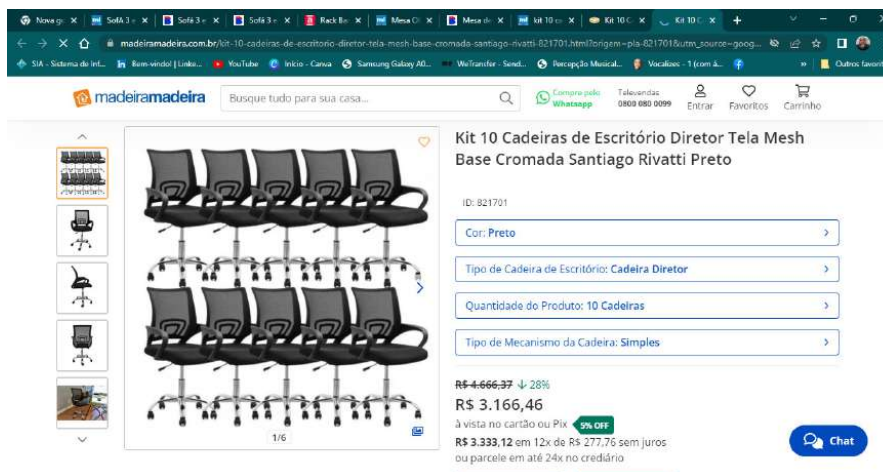 Nova gu
SofÁ 3 e
Sofá 3 e
Sofá 3 e
Rack Be
Mesa O
Mesa de
kit 10 co
Kit 10 C
Kit 10 C
madeiramadeira.com.br/kit-10-cadeiras-de-escritorio-diretor-tela-mesh-base-cromada-santiago-rivatti-821701.html?origem=pla-821701&utm_source=goog...
SIA - Sistema de Inf...
Bem-vindo! | Linke...
YouTube
Início - Canva
Samsung Galaxy A0...
WeTransfer - Send...
Percepção Musical...
Vocalizes - 1 (com a...
»
Outros favorit
madeiramadeira
Busque tudo para sua casa...
Compre pelo
Whatsapp
Televendas
0800 080 0099
Entrar
Favoritos
Carrinho
Kit 10 Cadeiras de Escritório Diretor Tela Mesh
Base Cromada Santiago Rivatti Preto
ID: 821701
Cor: Preto
Tipo de Cadeira de Escritório: Cadeira Diretor
Quantidade do Produto: 10 Cadeiras
Tipo de Mecanismo da Cadeira: Simples
R$ 4.666,37 28%
R$ 3.166,46
à vista no cartão ou Pix 5% OFF
R$ 3.333,12 em 12x de R$ 277,76 sem juros
ou parcele em até 24x no crediário
1/6
Chat